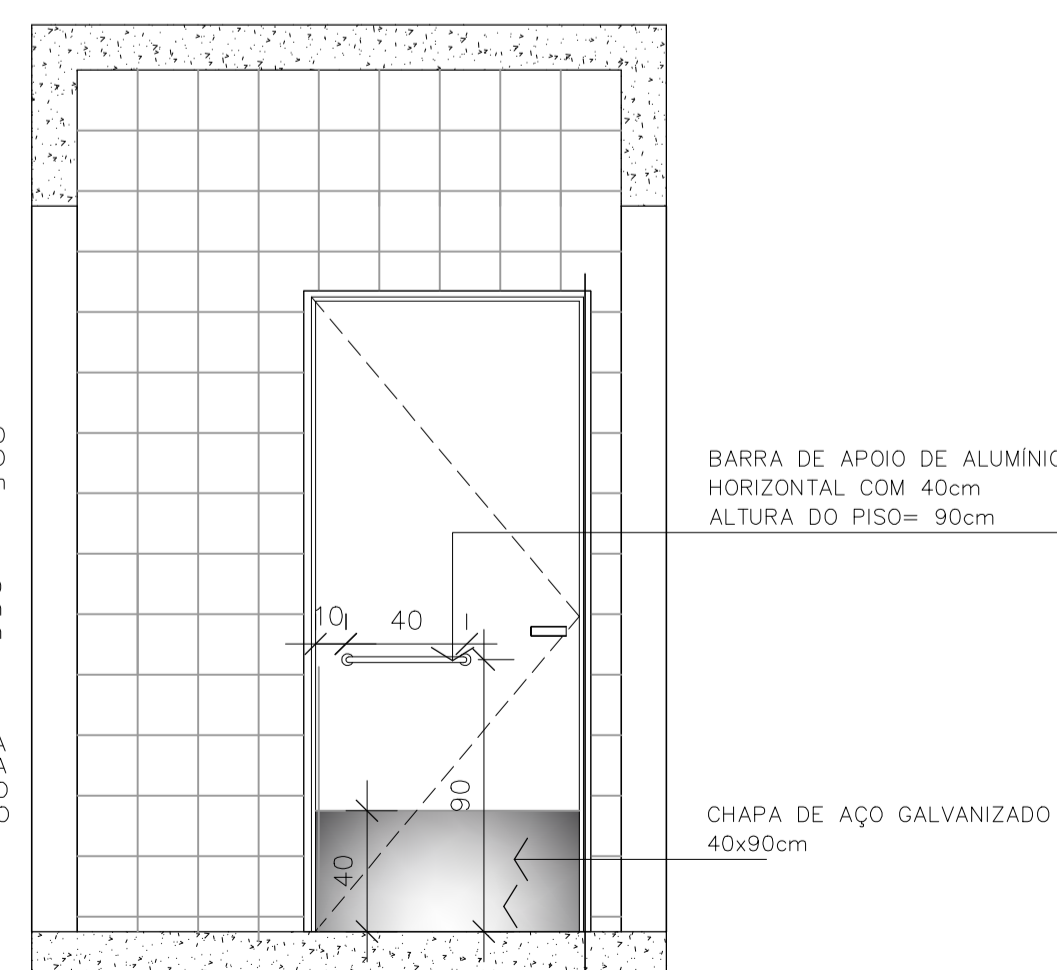 BARRA DE APOIO DE ALUMÍNIO
HORIZONTAL COM 40cm
ALTURA DO PISO= 90cm
10
40
90
40
CHAPA DE AÇO GALVANIZADO
40x90cm